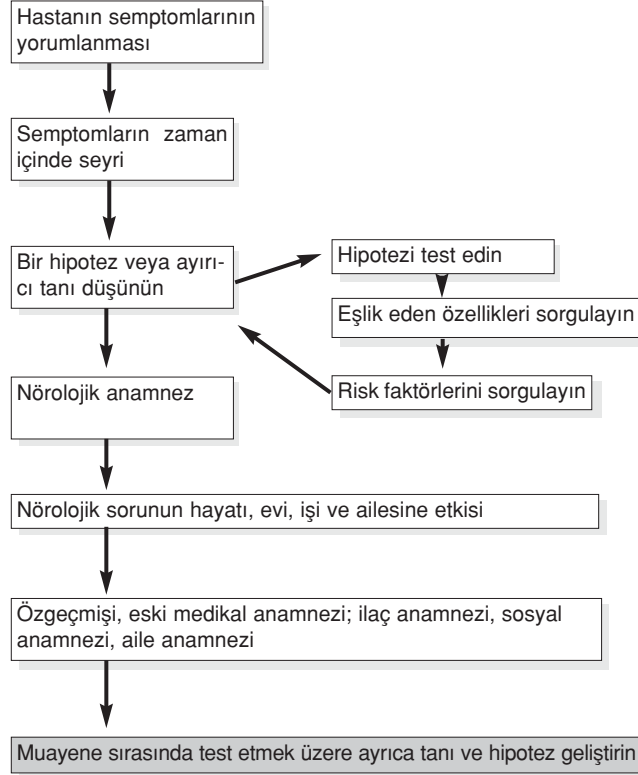 Hastanın semptomlarının
yorumlanması
Semptomların zaman
içinde seyri
Bir hipotez veya ayırı-
cı tanı düşünün
Hipotezi test edin
Eşlik eden özellikleri sorgulayın
Risk faktörlerini sorgulayın
Nörolojik anamnez
Nörolojik sorunun hayatı, evi, işi ve ailesine etkisi
Özgeçmişi, eski medikal anamnezi; ilaç anamnezi, sosyal
anamnezi, aile anamnezi
Muayene sırasında test etmek üzere ayrıca tanı ve hipotez geliştirin